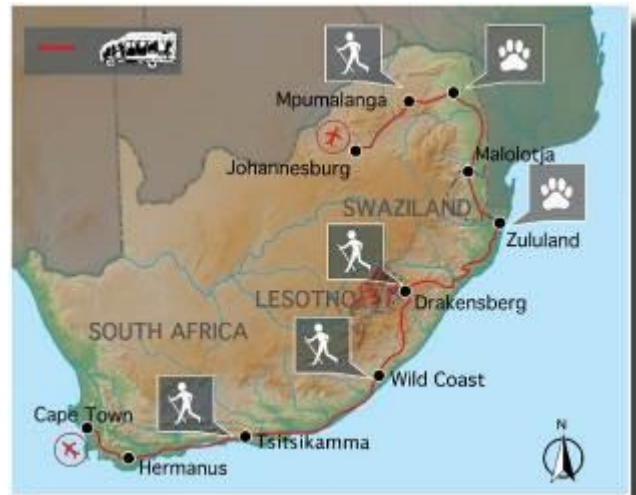 Mpumalanga
Johannesburg
Malolotja
SWAZILAND
Zululand
LESOTHO
Drakensberg
SOUTH AFRICA
Wild Coast
Cape Town
Tsitsikamma
Hermanus
N